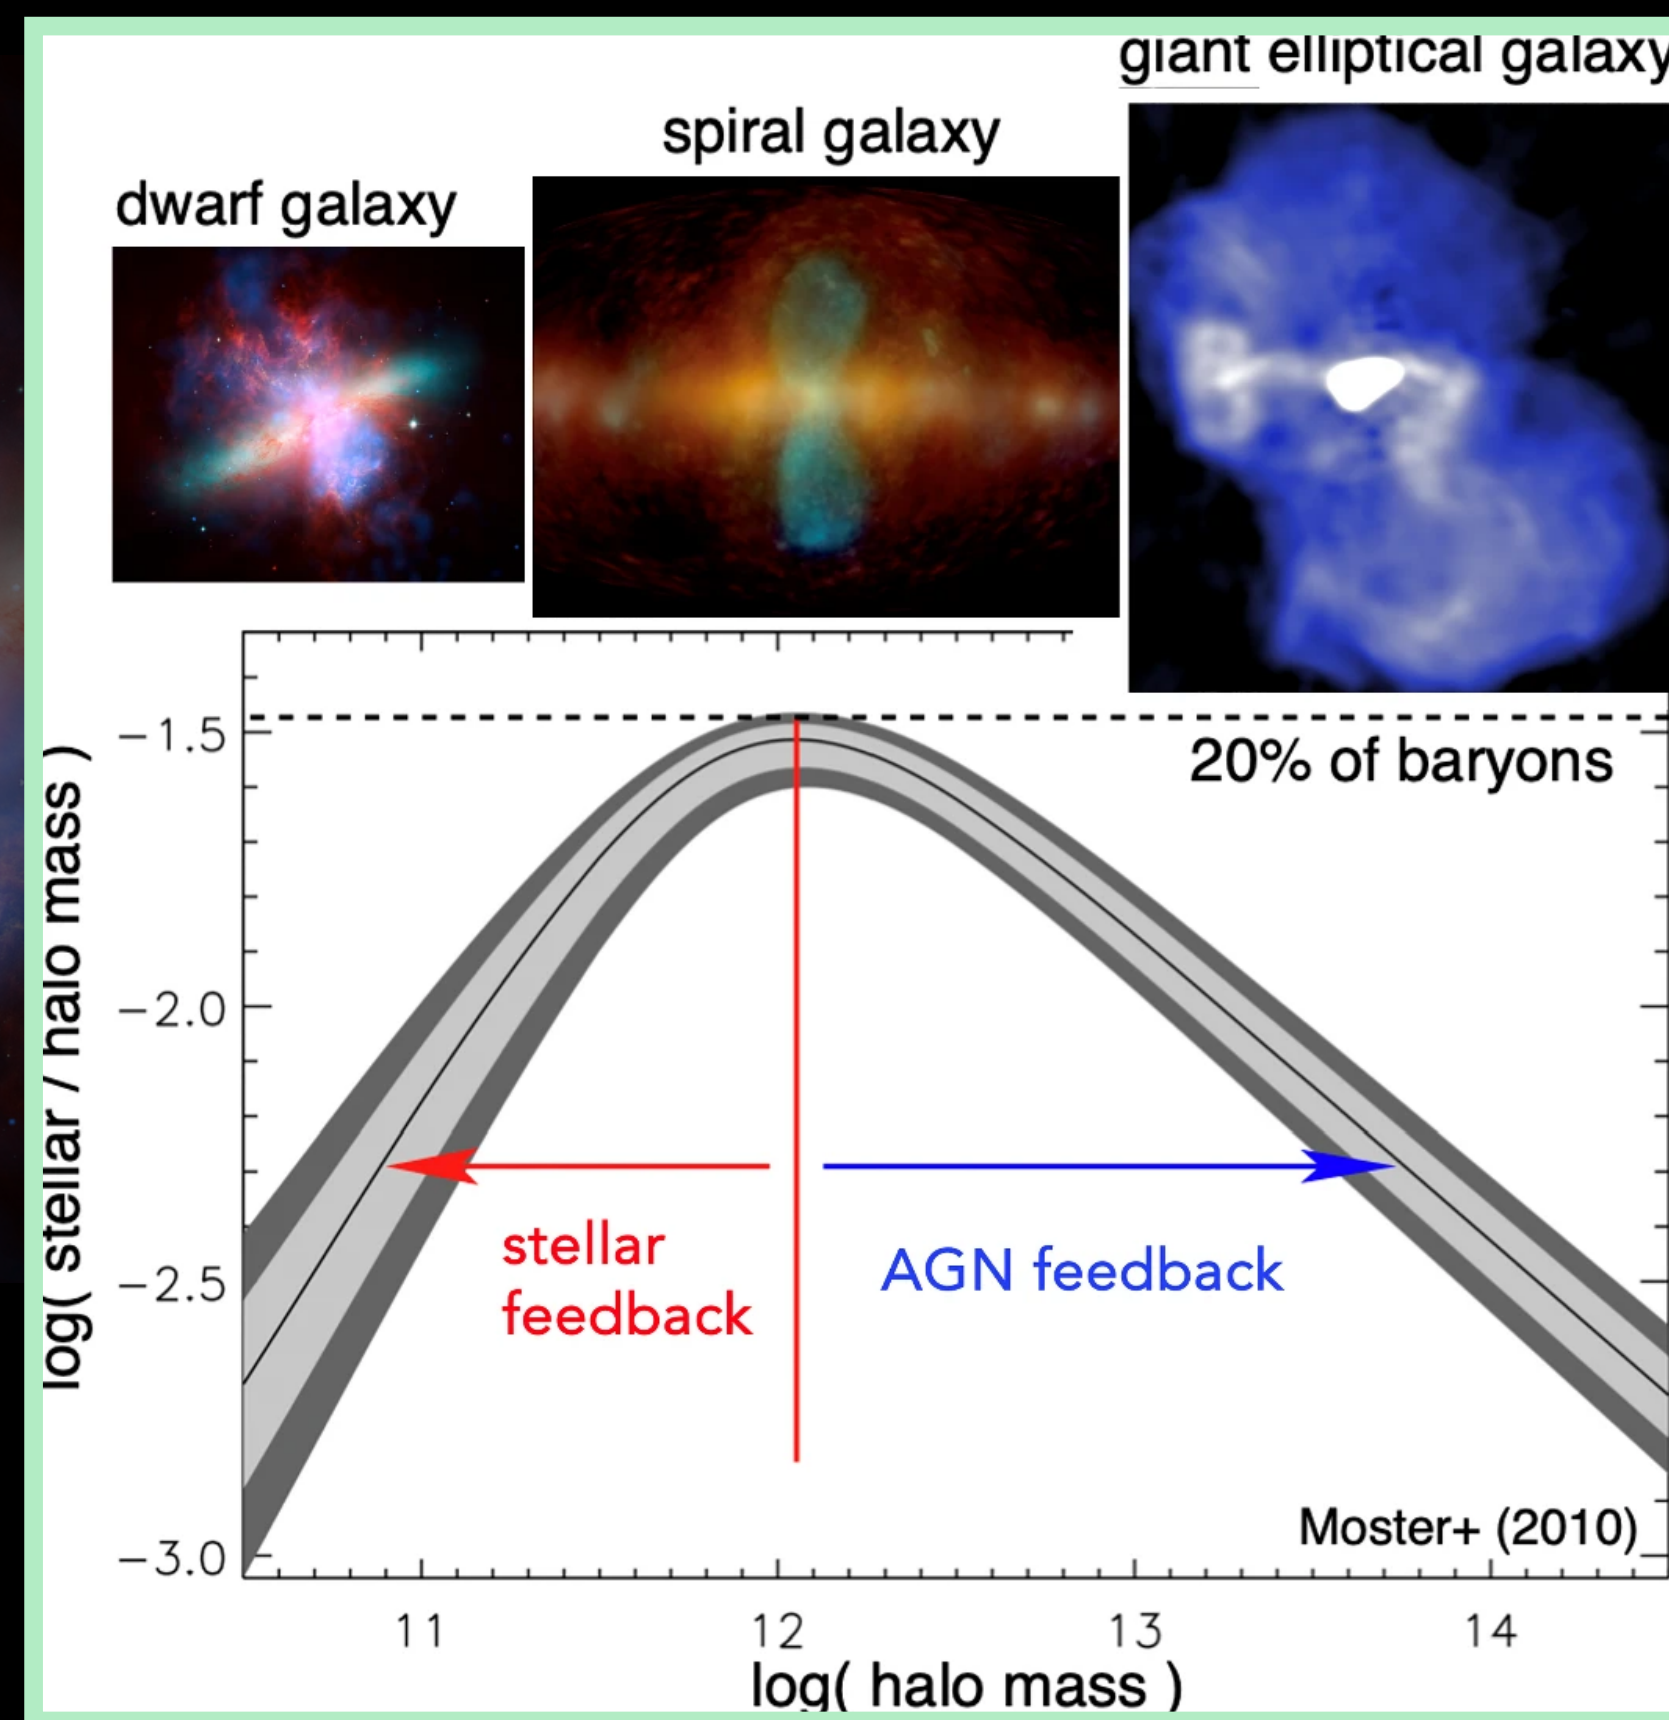 giant elliptical galaxy
spiral galaxy
dwarf galaxy
−1.5
20% of baryons
−2.0
−2.5
−3.0
log( stellar / halo mass )
stellar
feedback
AGN feedback
Moster+ (2010)
11 12 13 14
log( halo mass )